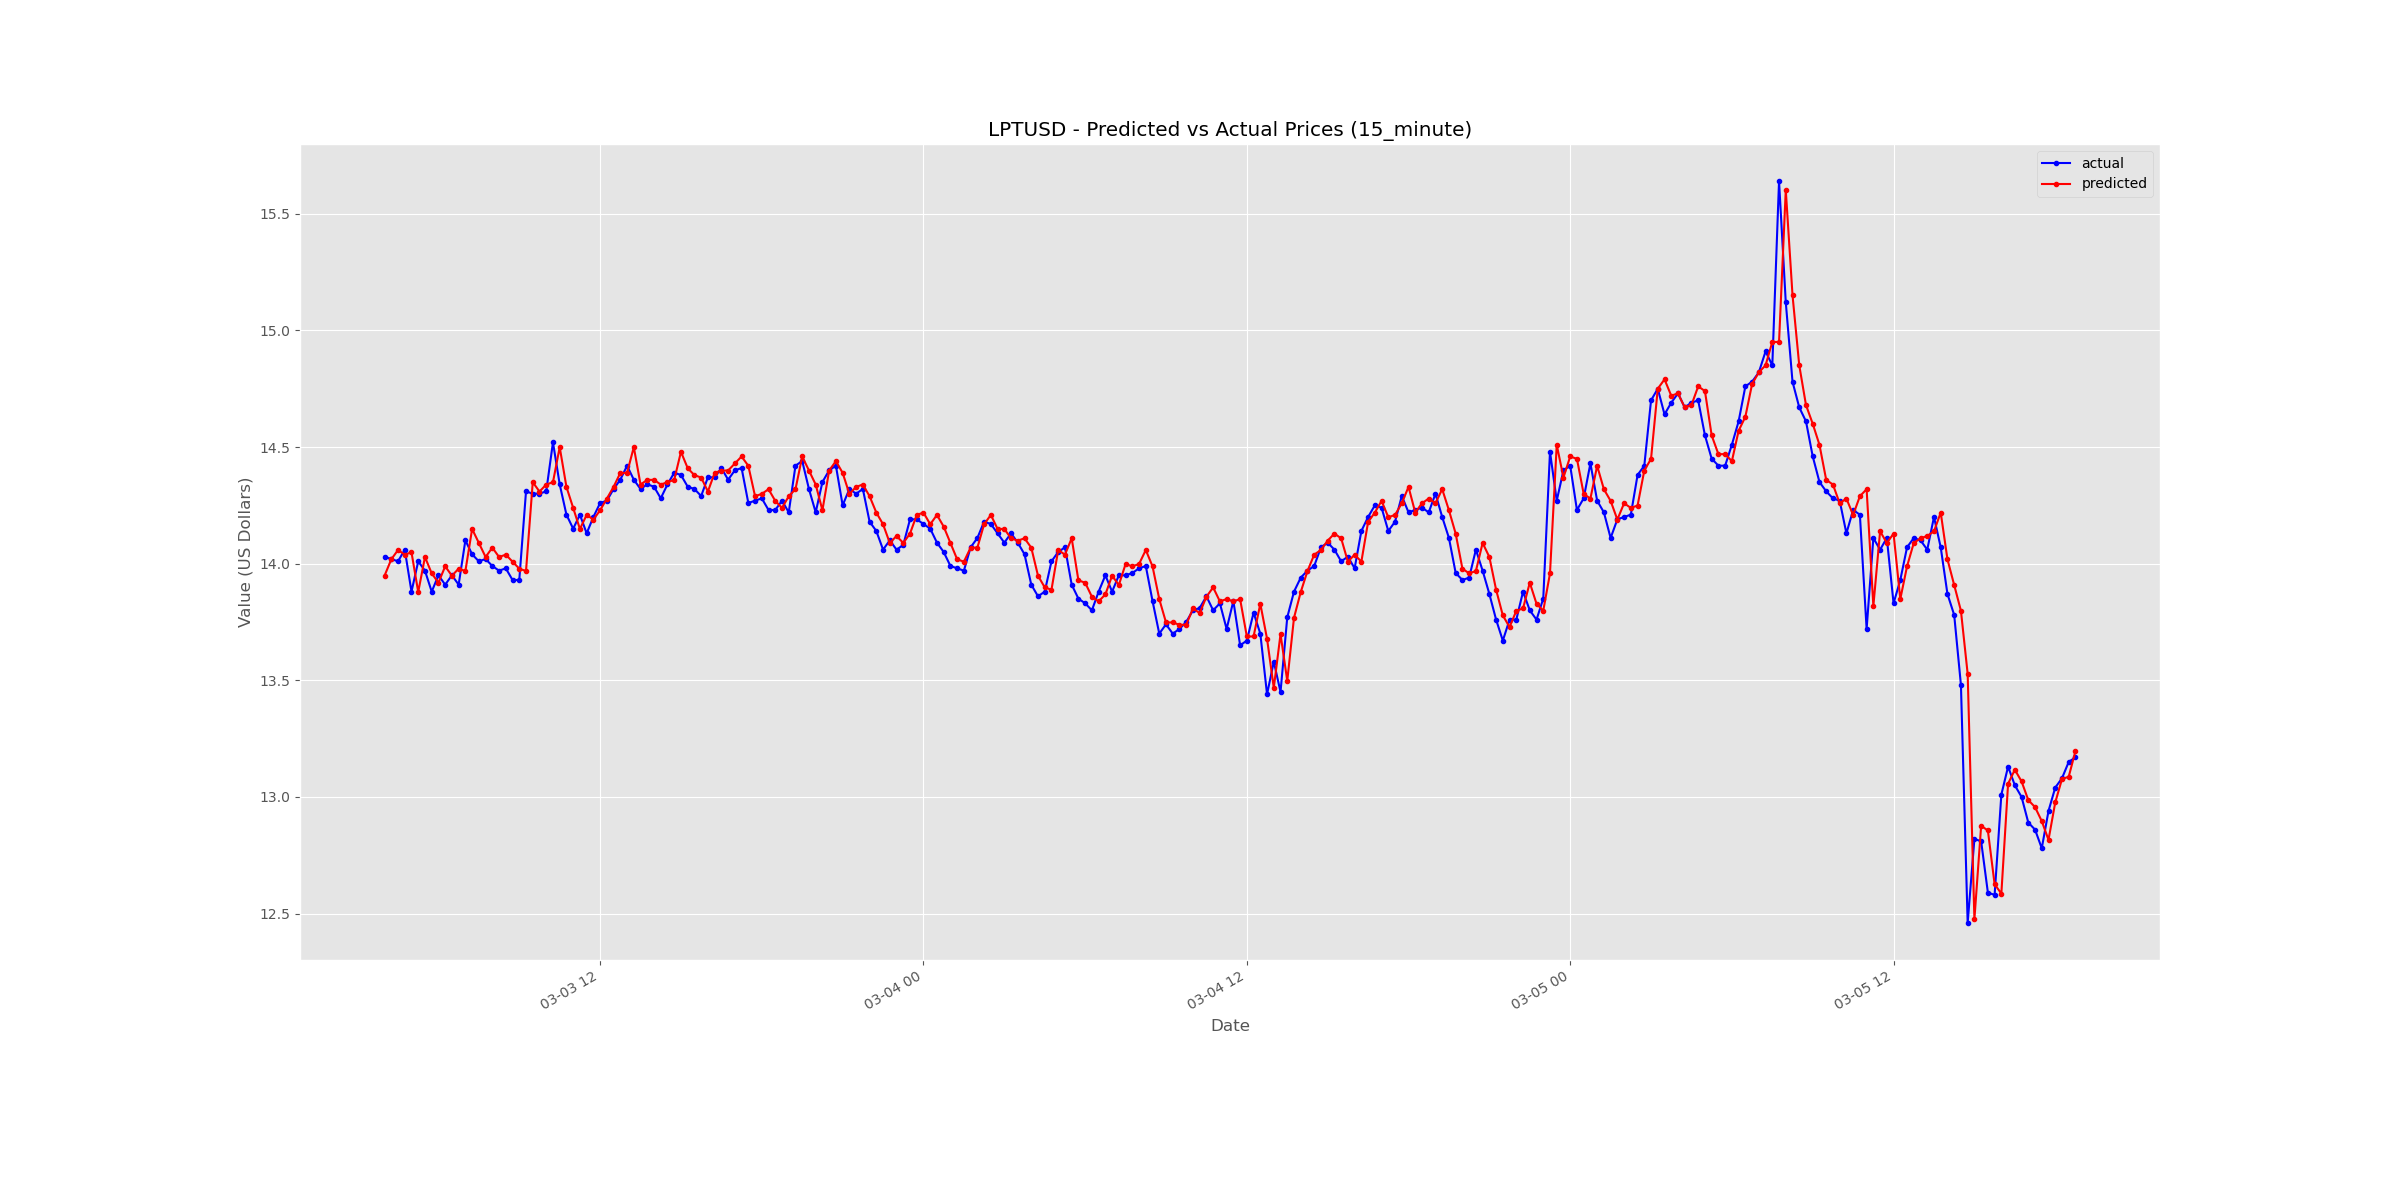 LPTUSD - Predicted vs Actual Prices (15_minute)
actual
predicted
15.5
15.0
14.5
14.0
13.5
13.0
12.5
Value (US Dollars)
03-03 12
03-04 00
03-04 12
03-05 00
03-05 12
Date